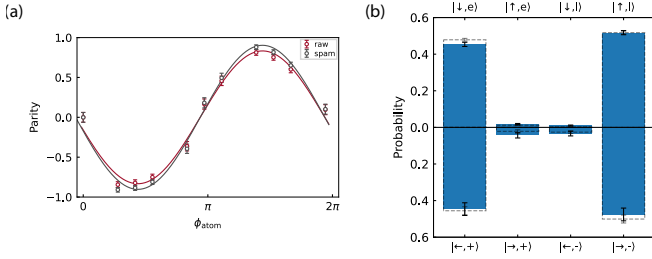 (a)
1.0
0.5
0.0
−0.5
−1.0
Parity
0
π
2π
ϕatom
raw
spam
(b)
|↓,e⟩ |↑,e⟩ |↓,l⟩ |↑,l⟩
0.6
0.4
0.2
0.0
0.2
0.4
0.6
Probability
|←,+⟩ |→,+⟩ |←,-⟩ |→,-⟩